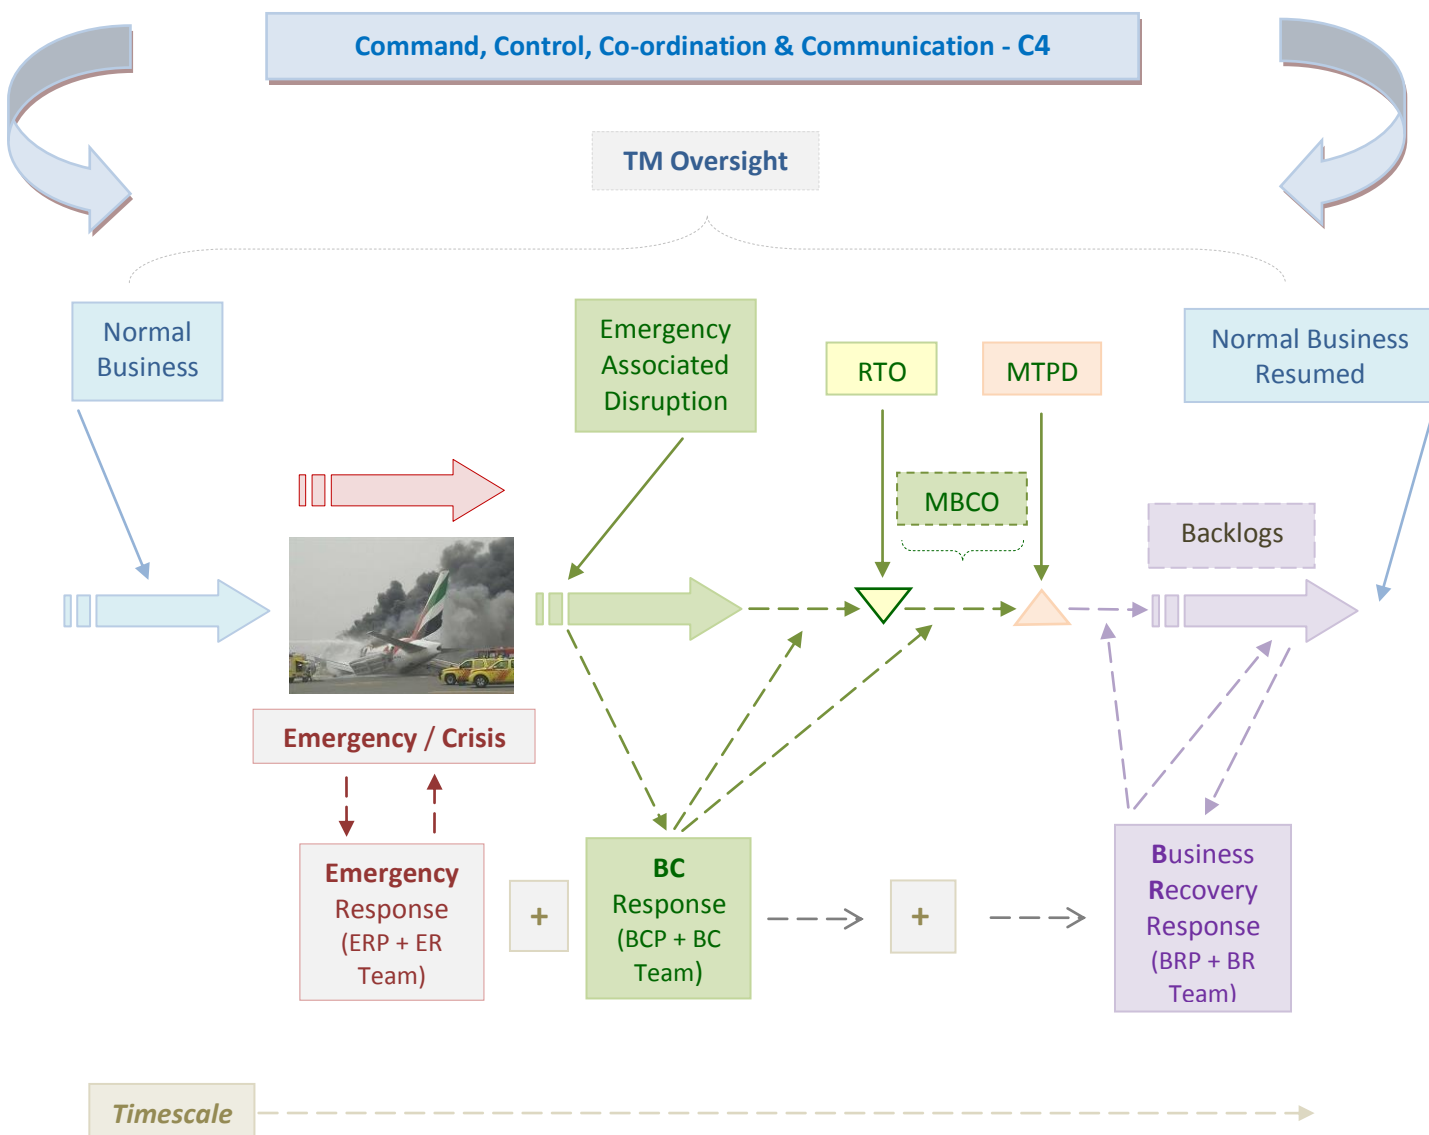 Command, Control, Co-ordination & Communication - C4
TM Oversight
Normal
Business
Emergency
Associated
Disruption
RTO
MTPD
Normal Business
Resumed
MBCO
Backlogs
Emergency / Crisis
Emergency
Response
(ERP + ER
Team)
+
BC
Response
(BCP + BC
Team)
+
Business
Recovery
Response
(BRP + BR
Team)
Timescale